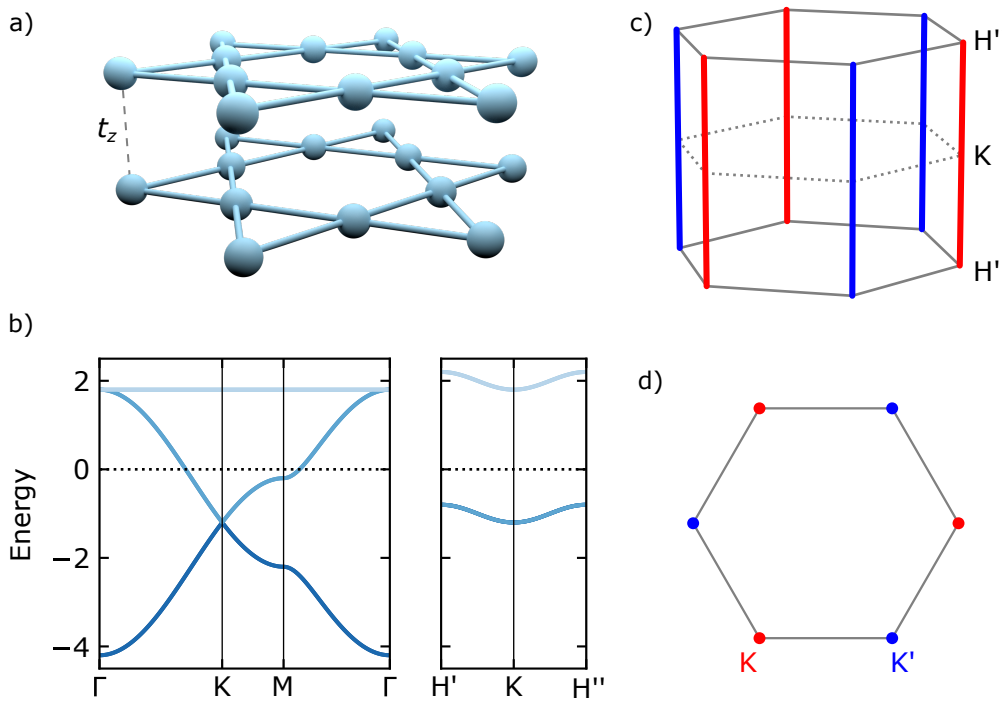 a)
t_z
b)
Energy
2
0
−2
−4
Γ
K
M
Γ
H'
K
H''
c)
H'
K
H'
d)
K
K'